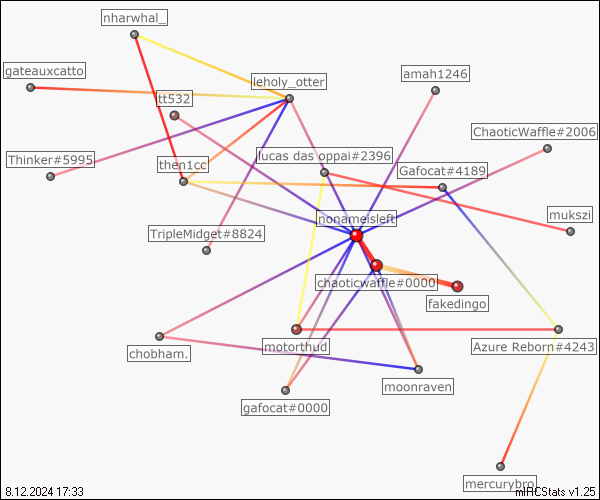 nharwhal_
gateauxcatto
leholy_otter
amah1246
tt532
ChaoticWaffle#2006
Thinker#5995
then1cc
lucas das oppai#2396
Gafocat#4189
nonameisleft
mukszi
TripleMidget#8824
chaoticwaffle#0000
fakedingo
chobham.
motorthud
Azure Reborn#4243
moonraven
gafocat#0000
mercurybro
8.12.2024 17:33
mIRCStats v1.25